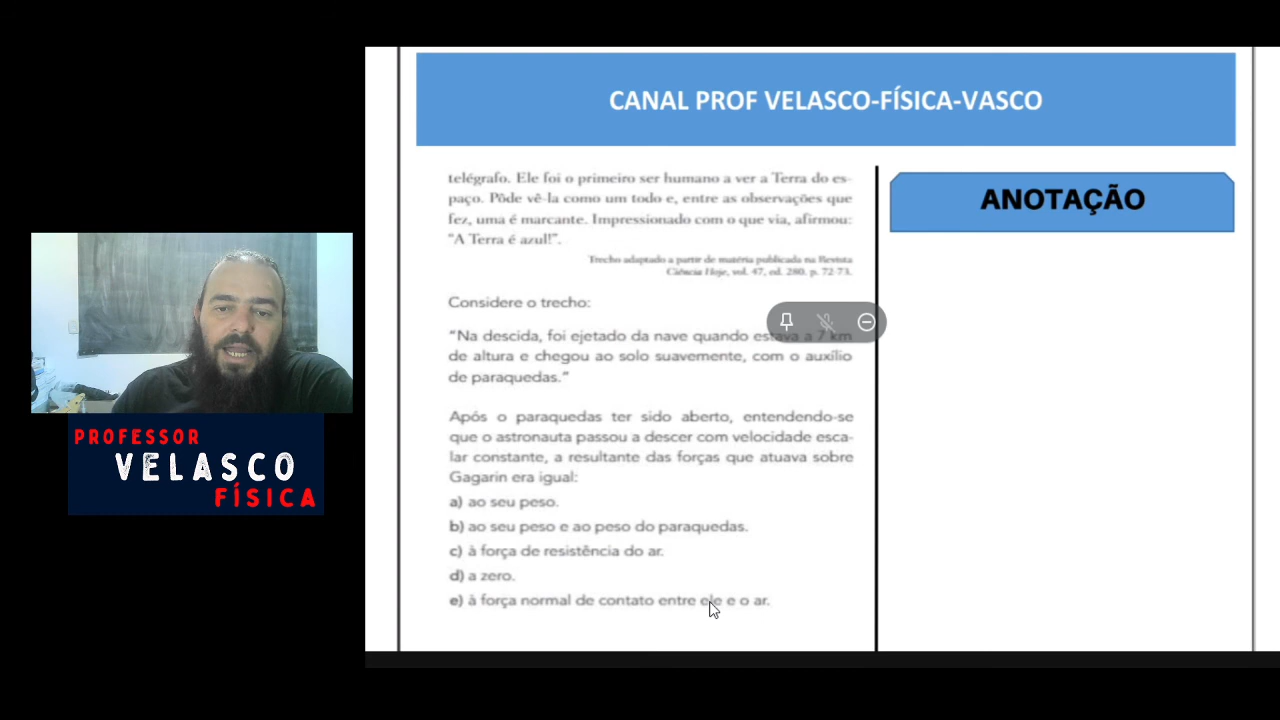 CANAL PROF VELASCO-FÍSICA-VASCO
telégrafo. Ele foi o primeiro ser humano a ver a Terra do es-
paço. Pôde vê-la como um todo e, entre as observações que
fez, uma é marcante. Impressionado com o que via, afirmou:
“A Terra é azul!”.
Trecho adaptado a partir de matéria publicada na Revista
Ciência Hoje, vol. 47, ed. 280. p. 72-73.
Considere o trecho:
“Na descida, foi ejetado da nave quando estava a 7 km
de altura e chegou ao solo suavemente, com o auxílio
de paraquedas.”
Após o paraquedas ter sido aberto, entendendo-se
que o astronauta passou a descer com velocidade esca-
lar constante, a resultante das forças que atuava sobre
Gagarin era igual:
a) ao seu peso.
b) ao seu peso e ao peso do paraquedas.
c) à força de resistência do ar.
d) a zero.
e) à força normal de contato entre ele e o ar.
ANOTAÇÃO
PROFESSOR
VELASCO
FÍSICA